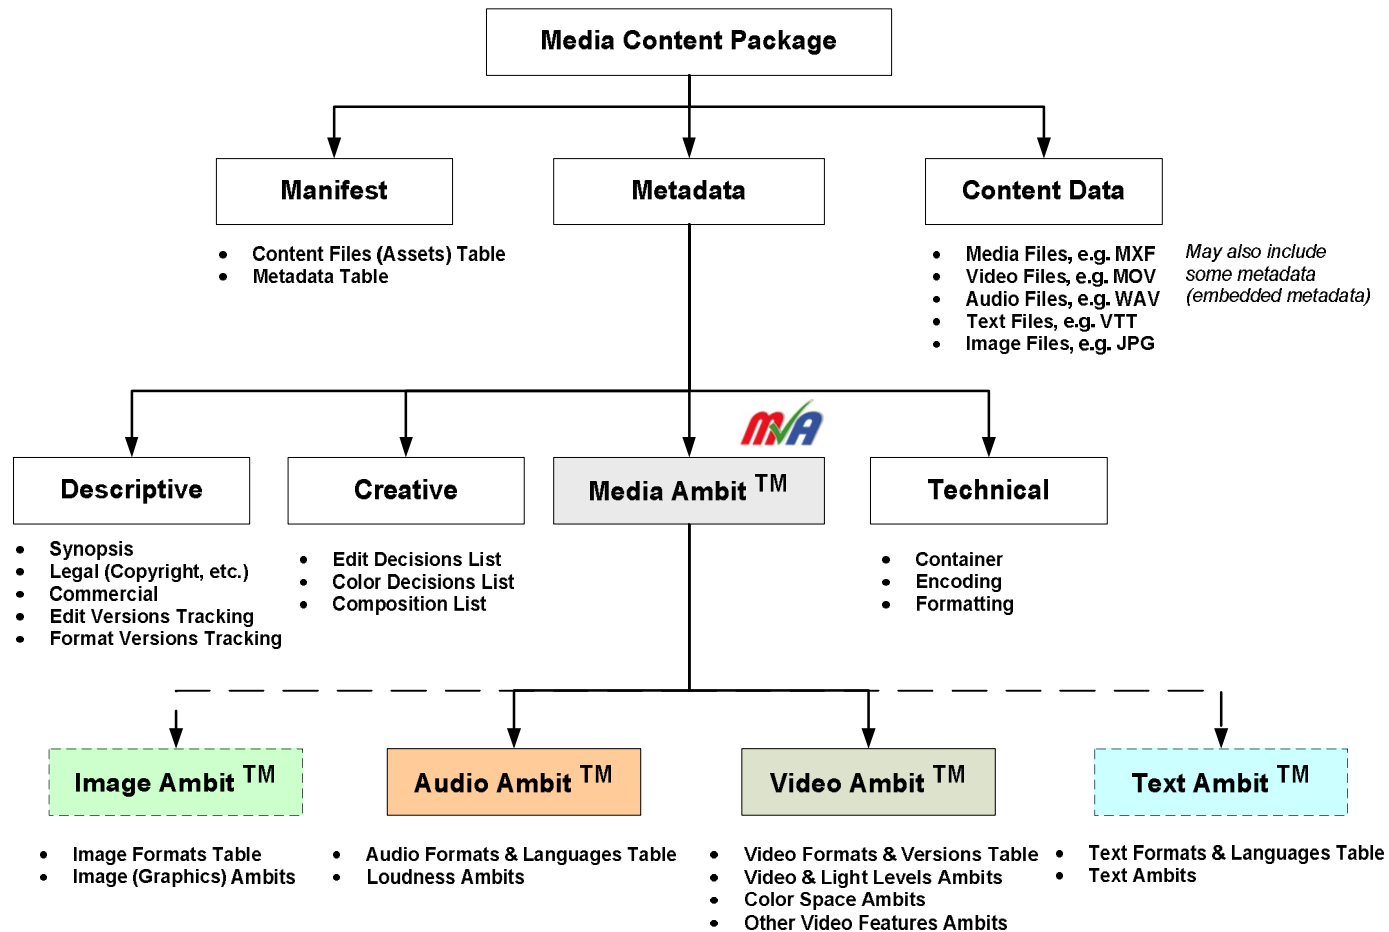 Media Content Package
Manifest
Metadata
Content Data
• Content Files (Assets) Table
• Metadata Table
• Media Files, e.g. MXF
• Video Files, e.g. MOV
• Audio Files, e.g. WAV
• Text Files, e.g. VTT
• Image Files, e.g. JPG
May also include
some metadata
(embedded metadata)
MVA
Descriptive
Creative
Media Ambit TM
Technical
• Synopsis
• Legal (Copyright, etc.)
• Commercial
• Edit Versions Tracking
• Format Versions Tracking
• Edit Decisions List
• Color Decisions List
• Composition List
• Container
• Encoding
• Formatting
Image Ambit TM
Audio Ambit TM
Video Ambit TM
Text Ambit TM
• Image Formats Table
• Image (Graphics) Ambits
• Audio Formats & Languages Table
• Loudness Ambits
• Video Formats & Versions Table
• Video & Light Levels Ambits
• Color Space Ambits
• Other Video Features Ambits
• Text Formats & Languages Table
• Text Ambits